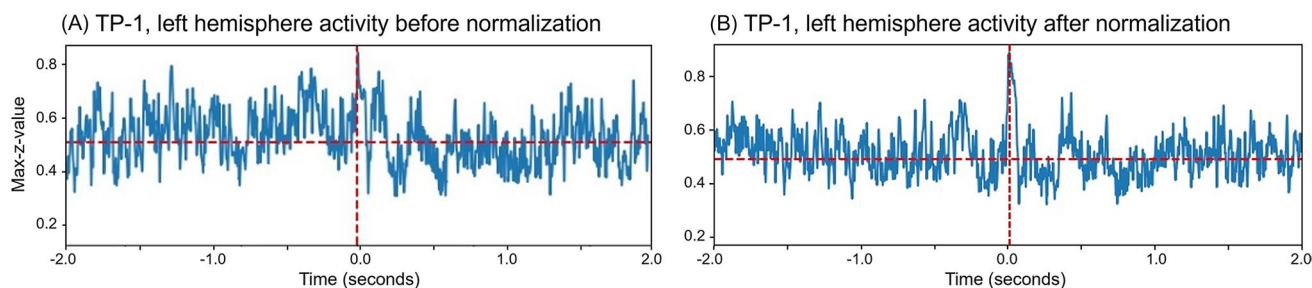 (A) TP-1, left hemisphere activity before normalization
Max-z-value
0.8
0.6
0.4
0.2
-2.0 -1.0 0.0 1.0 2.0
Time (seconds)
(B) TP-1, left hemisphere activity after normalization
0.8
0.6
0.4
0.2
-2.0 -1.0 0.0 1.0 2.0
Time (seconds)